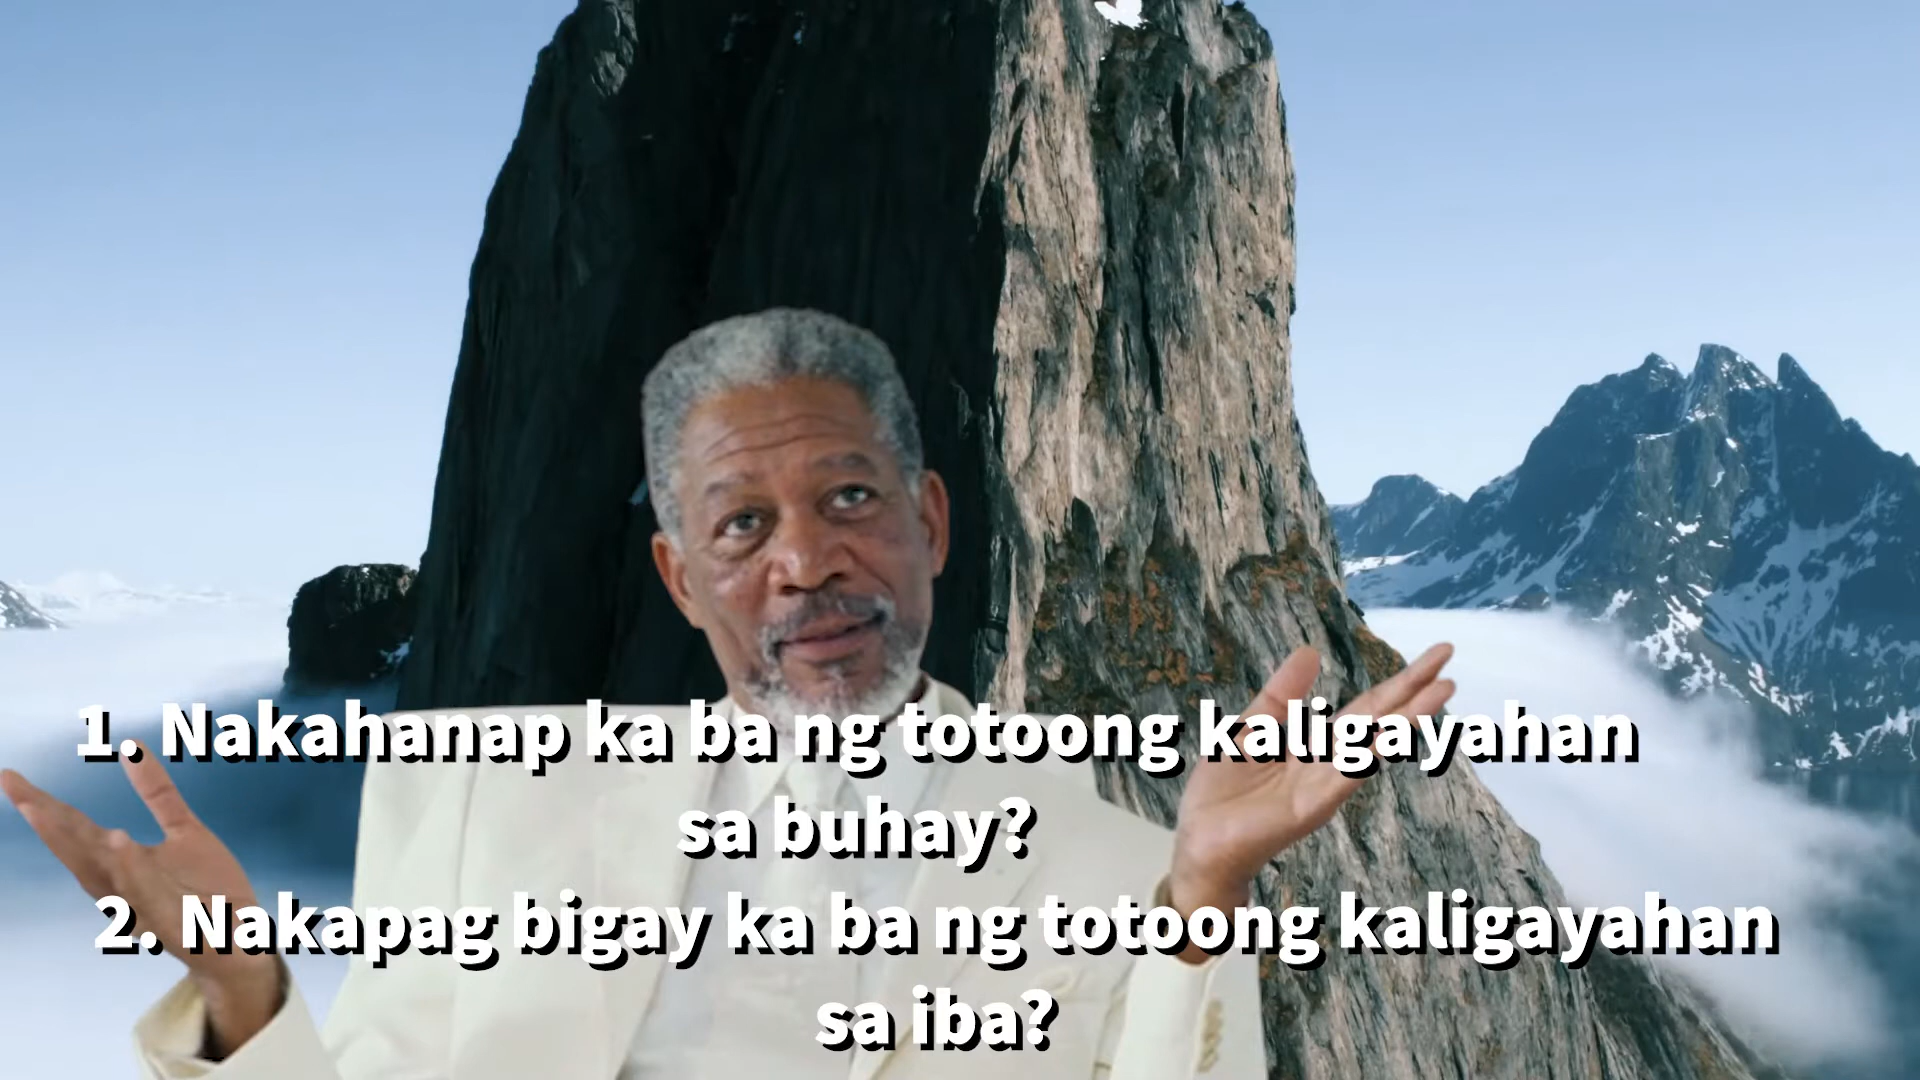 1. Nakahanap ka ba ng totoong kaligayahan
sa buhay?
2. Nakapag bigay ka ba ng totoong kaligayahan
sa iba?